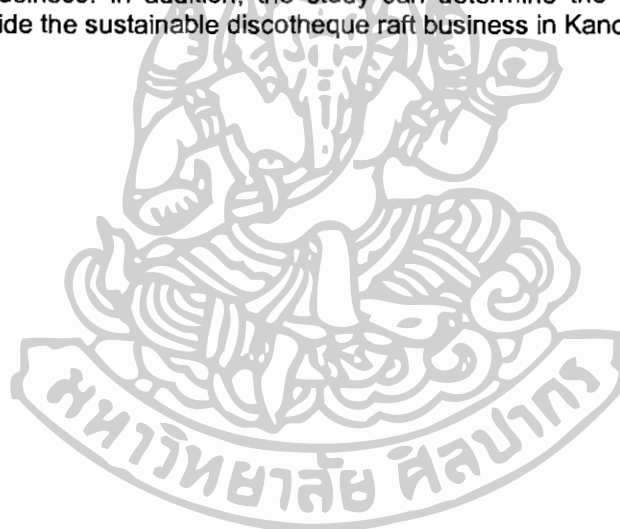 usiness. In addition, the study can determine the
ide the sustainable discotheque raft business in Kanc
มหาวิทยาลัย ศิลปากร